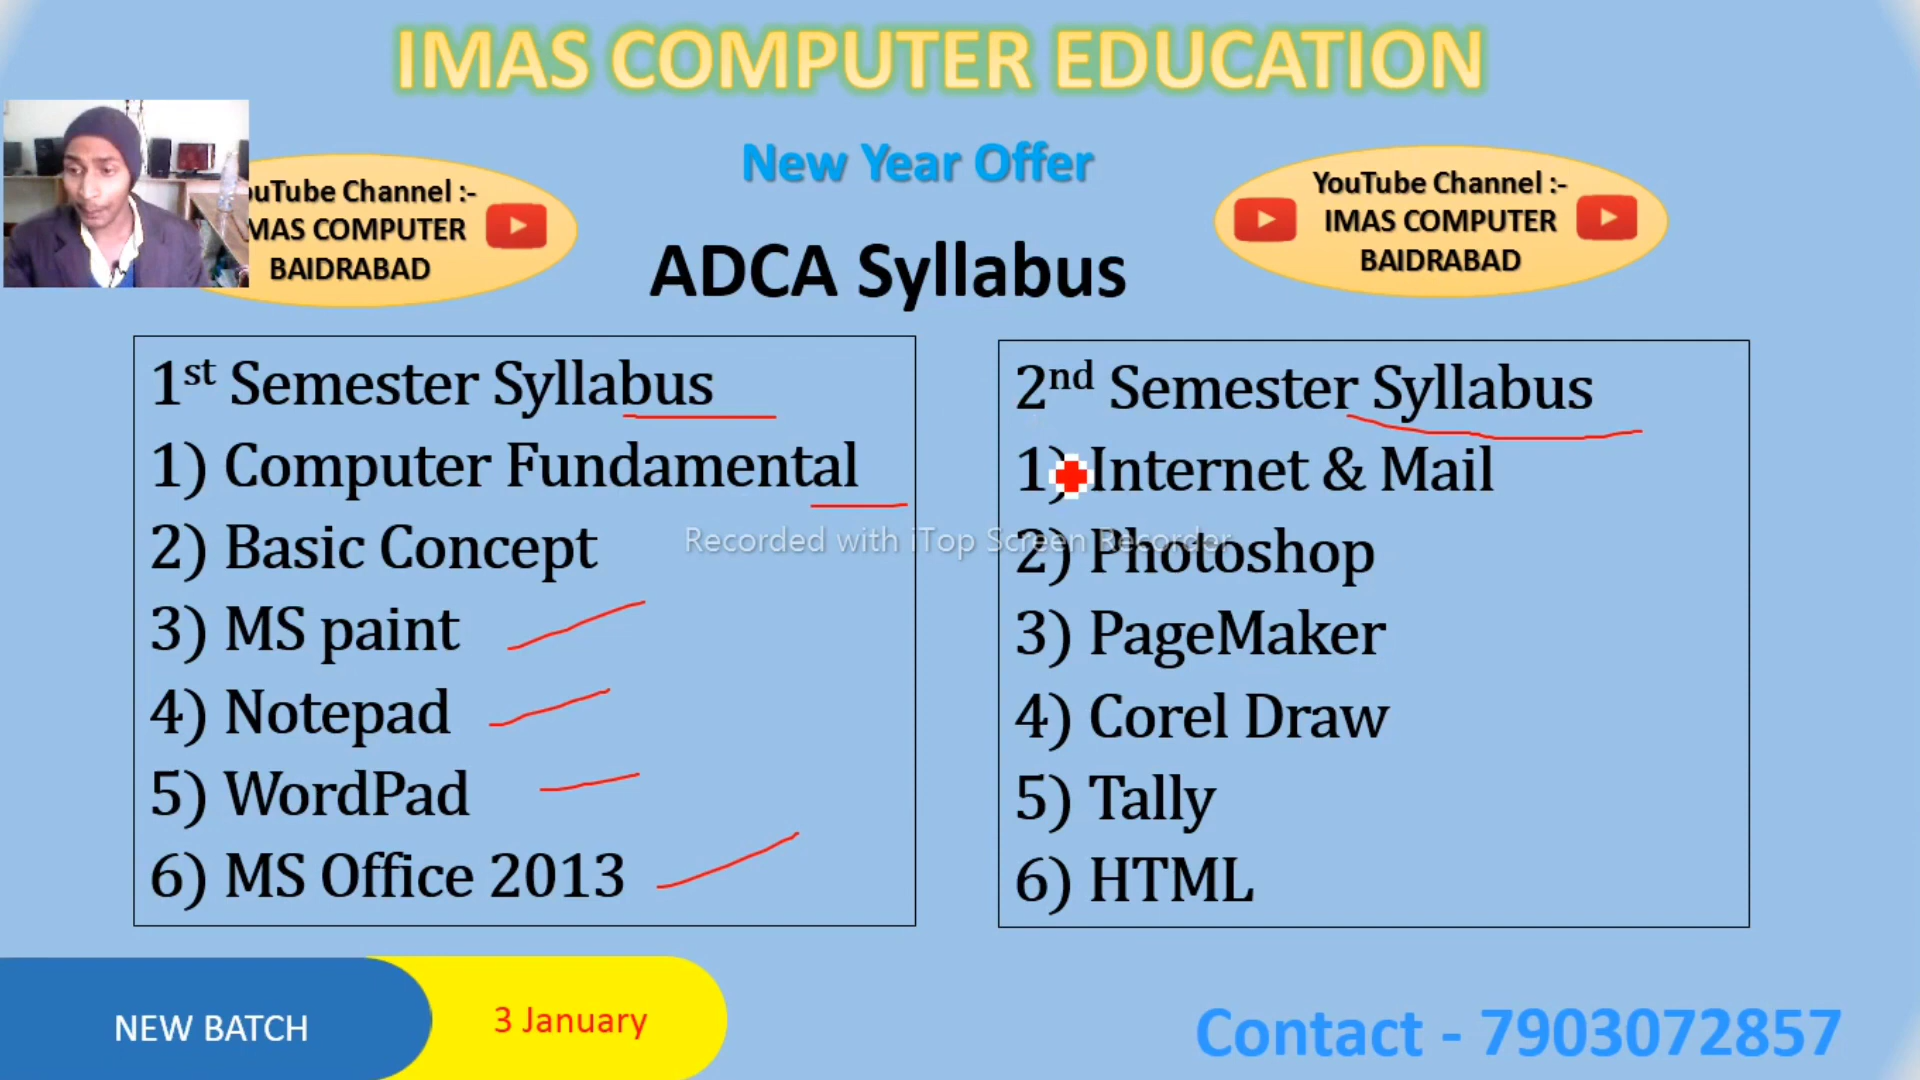 IMAS COMPUTER EDUCATION
New Year Offer
ouTube Channel :-
MAS COMPUTER
BAIDRABAD
YouTube Channel :-
IMAS COMPUTER
BAIDRABAD
ADCA Syllabus
1st Semester Syllabus
1) Computer Fundamental
2) Basic Concept
3) MS paint
4) Notepad
5) WordPad
6) MS Office 2013
2nd Semester Syllabus
1) Internet & Mail
2) Photoshop
3) PageMaker
4) Corel Draw
5) Tally
6) HTML
Recorded with iTop Screen Recorder
NEW BATCH
3 January
Contact - 7903072857